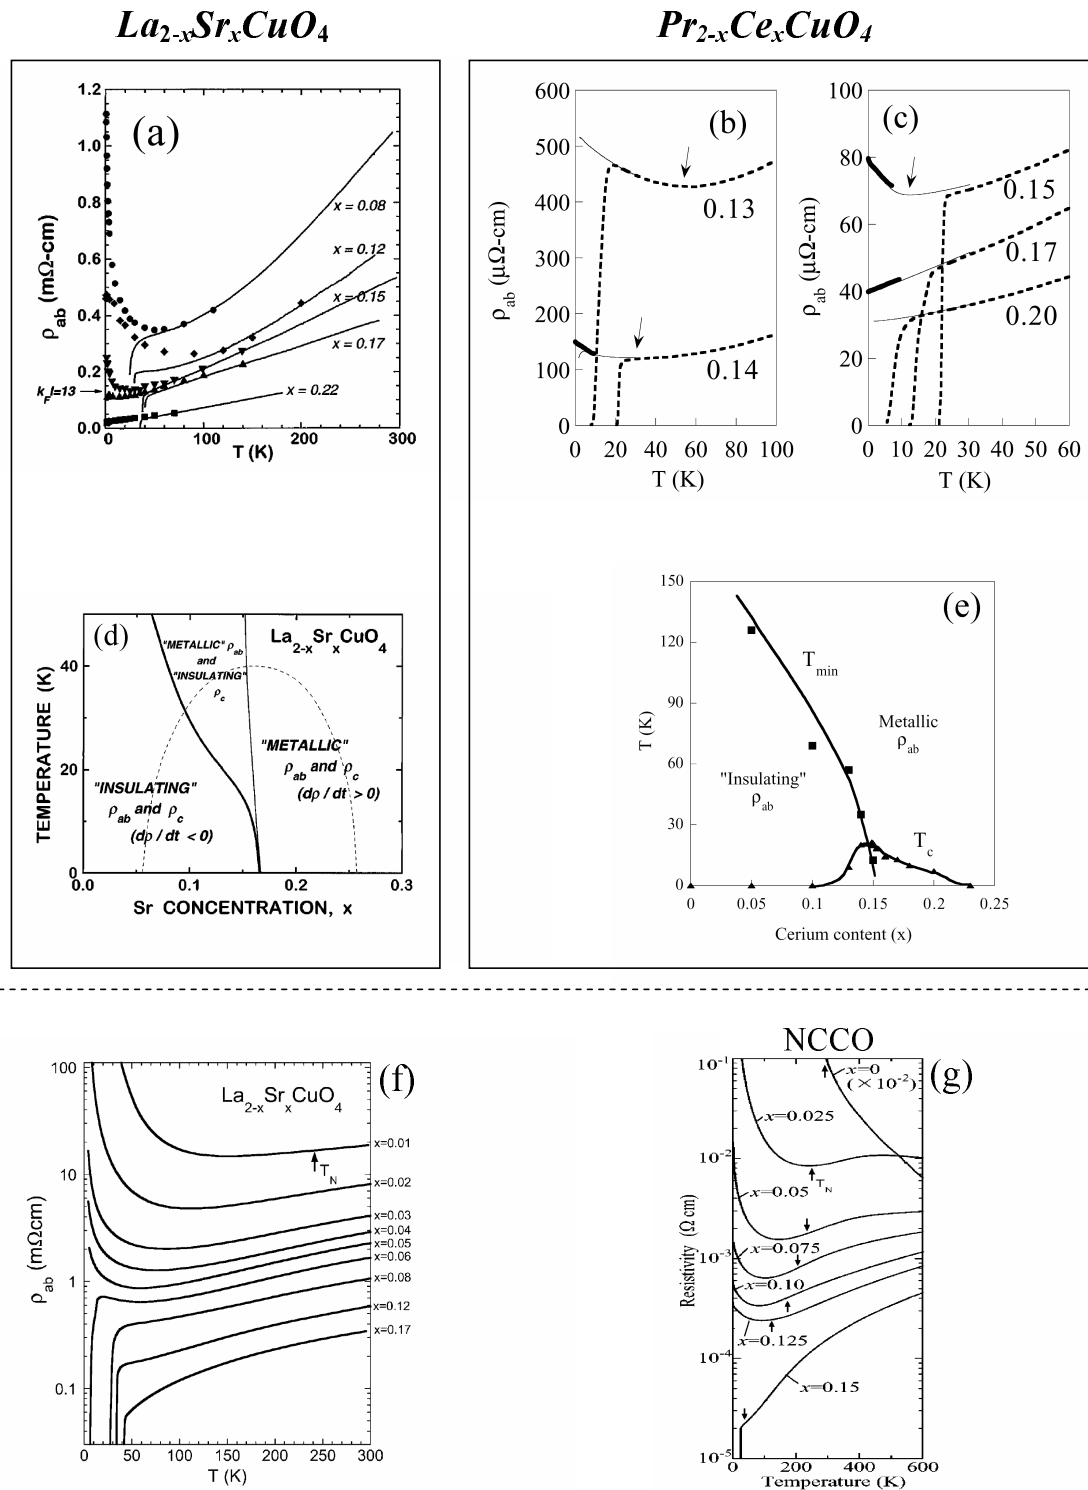 La2-xSrxCuO4
Pr2-xCexCuO4
(a)
1.2
1.0
0.8
0.6
0.4
0.2
0.0
ρab (mΩ-cm)
kFl=13
x = 0.08
x = 0.12
x = 0.15
x = 0.17
x = 0.22
0 100 200 300
T (K)
(b)
600
500
400
300
200
100
0
ρab (μΩ-cm)
0.13
0.14
0 20 40 60 80 100
T (K)
(c)
100
80
60
40
20
0
ρab (μΩ-cm)
0.15
0.17
0.20
0 10 20 30 40 50 60
T (K)
(d)
La2-xSrxCuO4
"METALLIC" ρab
and
"INSULATING"
ρc
"METALLIC"
ρab and ρc
(dρ / dt > 0)
"INSULATING"
ρab and ρc
(dρ / dt < 0)
TEMPERATURE (K)
40
20
0
0.0 0.1 0.2 0.3
Sr CONCENTRATION, x
(e)
150
120
90
60
30
0
T (K)
Tmin
Metallic
ρab
"Insulating"
ρab
Tc
0 0.05 0.1 0.15 0.2 0.25
Cerium content (x)
(f)
La2-xSrxCuO4
100
10
1
0.1
ρab (mΩcm)
x=0.01
TN
x=0.02
x=0.03
x=0.04
x=0.05
x=0.06
x=0.08
x=0.12
x=0.17
0 50 100 150 200 250 300
T (K)
NCCO
(g)
10-1
10-2
10-3
10-4
10-5
Resistivity (Ω cm)
x=0
(×10-2)
x=0.025
TN
x=0.05
x=0.075
x=0.10
x=0.125
x=0.15
0 200 400 600
Temperature (K)